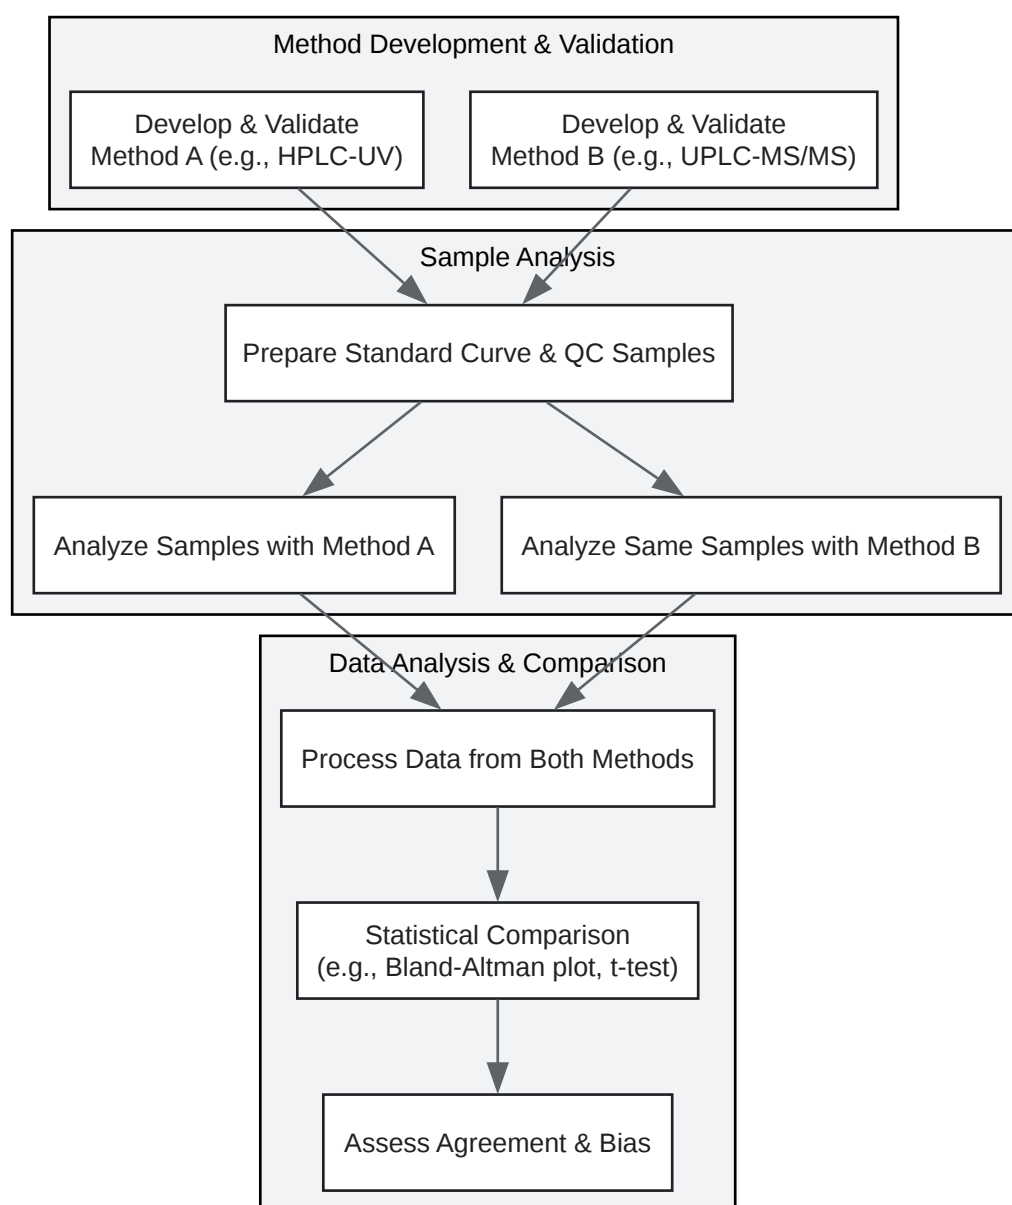 Method Development & Validation
Develop & Validate
Method A (e.g., HPLC-UV)
Develop & Validate
Method B (e.g., UPLC-MS/MS)
Sample Analysis
Prepare Standard Curve & QC Samples
Analyze Samples with Method A
Analyze Same Samples with Method B
Data Analysis & Comparison
Process Data from Both Methods
Statistical Comparison
(e.g., Bland-Altman plot, t-test)
Assess Agreement & Bias